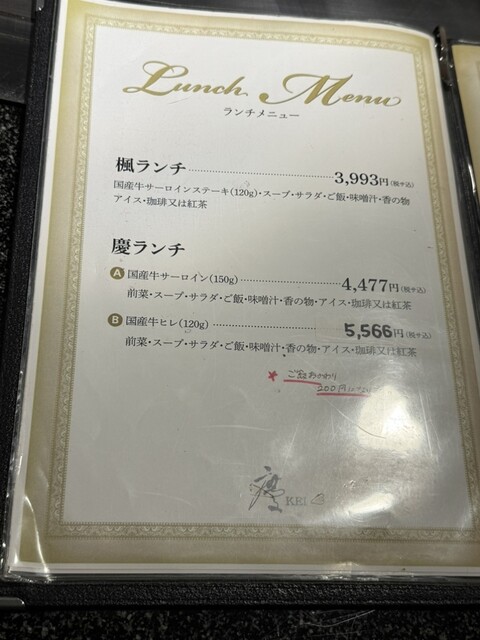 Lunch Menu
ランチメニュー
楓ランチ 3,993円(税サ込)
国産牛サーロインステーキ(120g)・スープ・サラダ・ご飯・味噌汁・香の物
アイス・珈琲又は紅茶
慶ランチ
A 国産牛サーロイン(150g) 4,477円(税サ込)
前菜・スープ・サラダ・ご飯・味噌汁・香の物・アイス・珈琲又は紅茶
B 国産牛ヒレ(120g) 5,566円(税サ込)
前菜・スープ・サラダ・ご飯・味噌汁・香の物・アイス・珈琲又は紅茶
★ ご飯おかわり
200円になり
慶 KEI